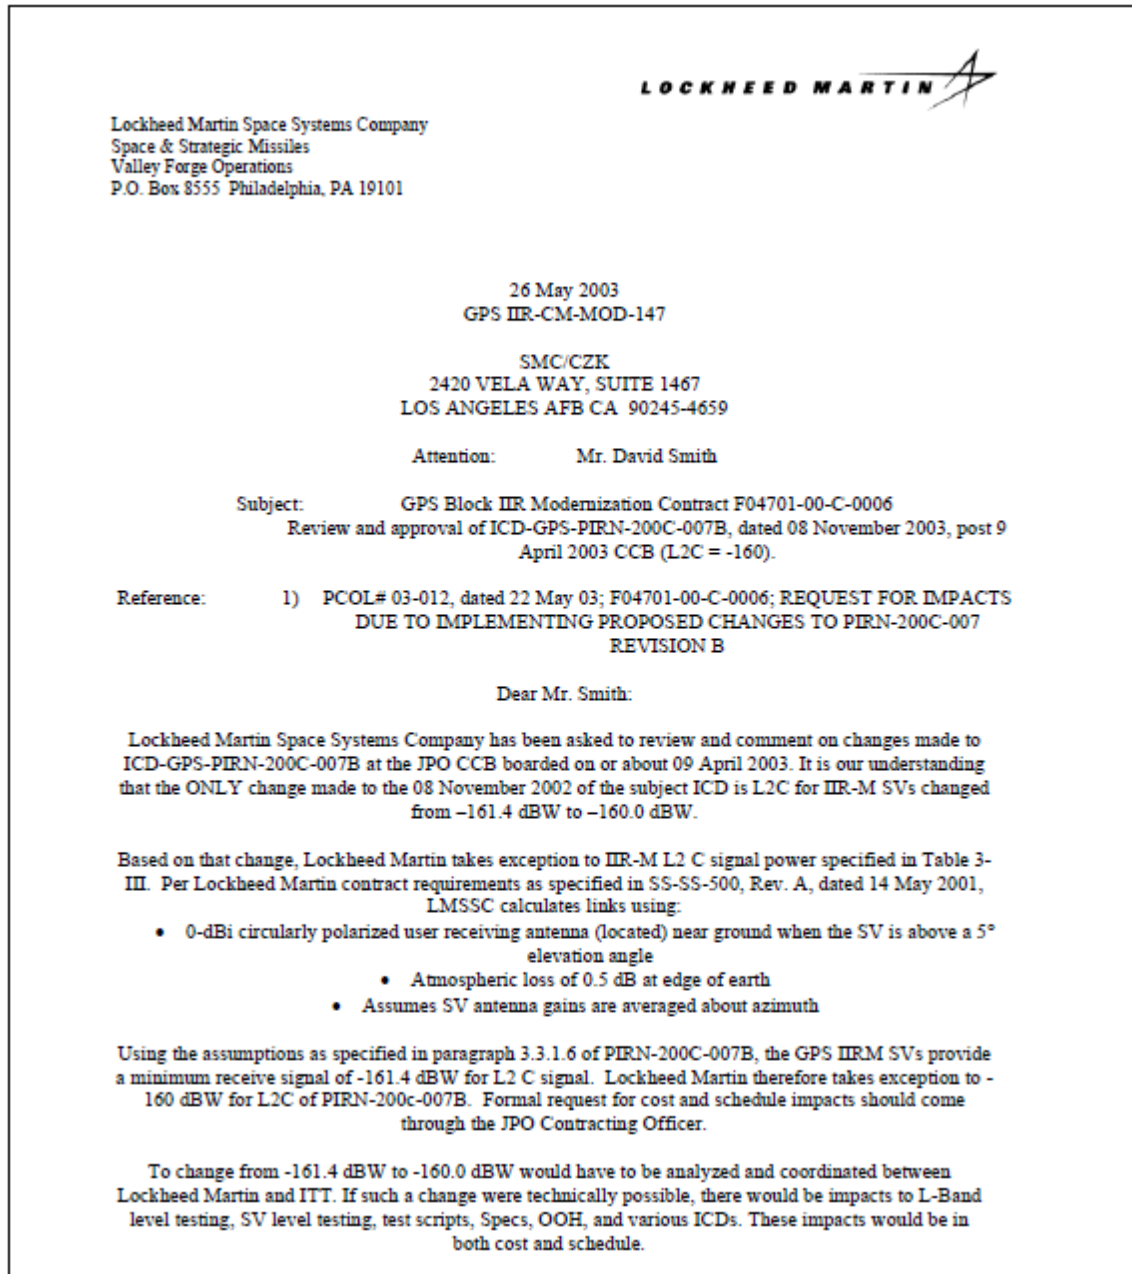 LOCKHEED MARTIN
Lockheed Martin Space Systems Company
Space & Strategic Missiles
Valley Forge Operations
P.O. Box 8555 Philadelphia, PA 19101
26 May 2003
GPS IIR-CM-MOD-147
SMC/CZK
2420 VELA WAY, SUITE 1467
LOS ANGELES AFB CA 90245-4659
Attention: Mr. David Smith
Subject: GPS Block IIR Modernization Contract F04701-00-C-0006
Review and approval of ICD-GPS-PIRN-200C-007B, dated 08 November 2003, post 9
April 2003 CCB (L2C = -160).
Reference: 1) PCOL# 03-012, dated 22 May 03; F04701-00-C-0006; REQUEST FOR IMPACTS
DUE TO IMPLEMENTING PROPOSED CHANGES TO PIRN-200C-007
REVISION B
Dear Mr. Smith:
Lockheed Martin Space Systems Company has been asked to review and comment on changes made to
ICD-GPS-PIRN-200C-007B at the JPO CCB boarded on or about 09 April 2003. It is our understanding
that the ONLY change made to the 08 November 2002 of the subject ICD is L2C for IIR-M SVs changed
from –161.4 dBW to –160.0 dBW.
Based on that change, Lockheed Martin takes exception to IIR-M L2 C signal power specified in Table 3-
III. Per Lockheed Martin contract requirements as specified in SS-SS-500, Rev. A, dated 14 May 2001,
LMSSC calculates links using:
• 0-dBi circularly polarized user receiving antenna (located) near ground when the SV is above a 5°
elevation angle
• Atmospheric loss of 0.5 dB at edge of earth
• Assumes SV antenna gains are averaged about azimuth
Using the assumptions as specified in paragraph 3.3.1.6 of PIRN-200C-007B, the GPS IIRM SVs provide
a minimum receive signal of -161.4 dBW for L2 C signal. Lockheed Martin therefore takes exception to -
160 dBW for L2C of PIRN-200c-007B. Formal request for cost and schedule impacts should come
through the JPO Contracting Officer.
To change from -161.4 dBW to -160.0 dBW would have to be analyzed and coordinated between
Lockheed Martin and ITT. If such a change were technically possible, there would be impacts to L-Band
level testing, SV level testing, test scripts, Specs, OOH, and various ICDs. These impacts would be in
both cost and schedule.